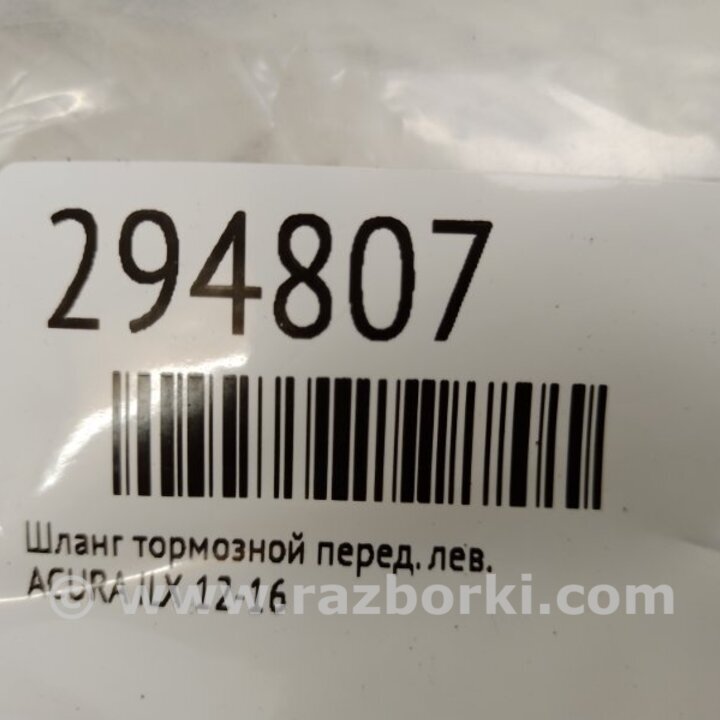 294807
Шланг тормозной перед. лев.
ACURA ILX 12-16
© www.razborki.com